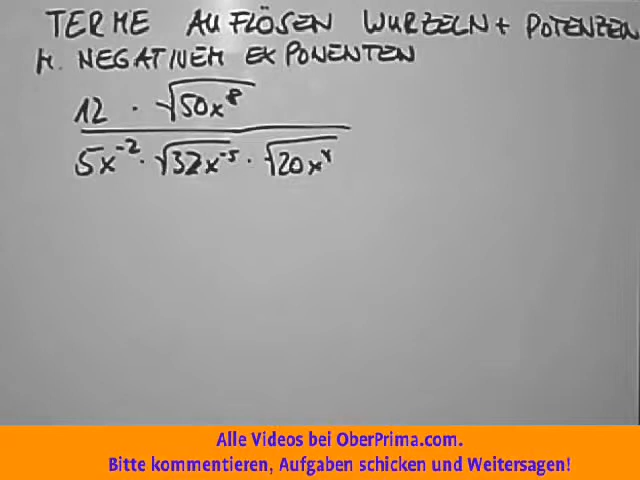 TERME AUFLÖSEN WURZELN + POTENZEN
M. NEGATIVEM EXPONENTEN
12 · √50x⁸
5x⁻² · √32x⁻⁵ · √20x⁴
Alle Videos bei OberPrima.com.
Bitte kommentieren, Aufgaben schicken und Weitersagen!